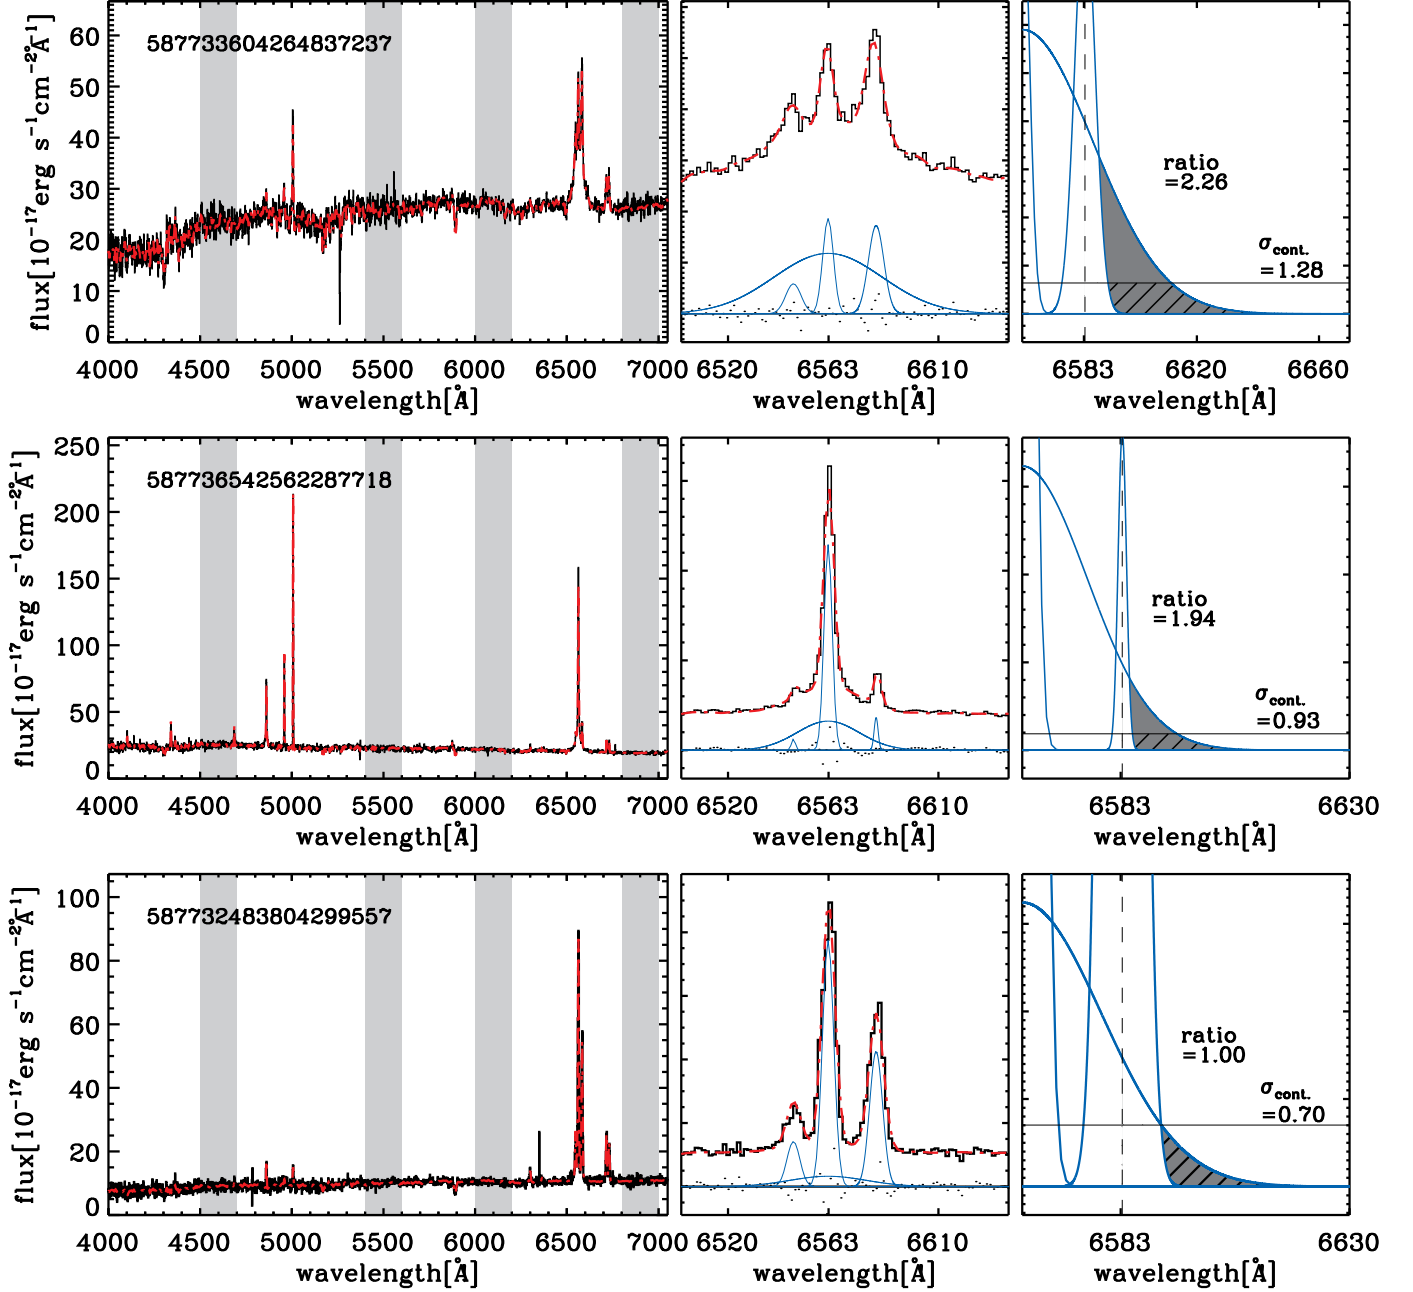 flux[10⁻¹⁷erg s⁻¹cm⁻²Å⁻¹]
60
50
40
30
20
10
0
587733604264837237
4000 4500 5000 5500 6000 6500 7000
wavelength[Å]
6520 6563 6610
wavelength[Å]
ratio
=2.26
σcont.
=1.28
6583 6620 6660
wavelength[Å]
flux[10⁻¹⁷erg s⁻¹cm⁻²Å⁻¹]
250
200
150
100
50
0
587736542562287718
4000 4500 5000 5500 6000 6500 7000
wavelength[Å]
6520 6563 6610
wavelength[Å]
ratio
=1.94
σcont.
=0.93
6583 6630
wavelength[Å]
flux[10⁻¹⁷erg s⁻¹cm⁻²Å⁻¹]
100
80
60
40
20
0
587732483804299557
4000 4500 5000 5500 6000 6500 7000
wavelength[Å]
6520 6563 6610
wavelength[Å]
ratio
=1.00
σcont.
=0.70
6583 6630
wavelength[Å]